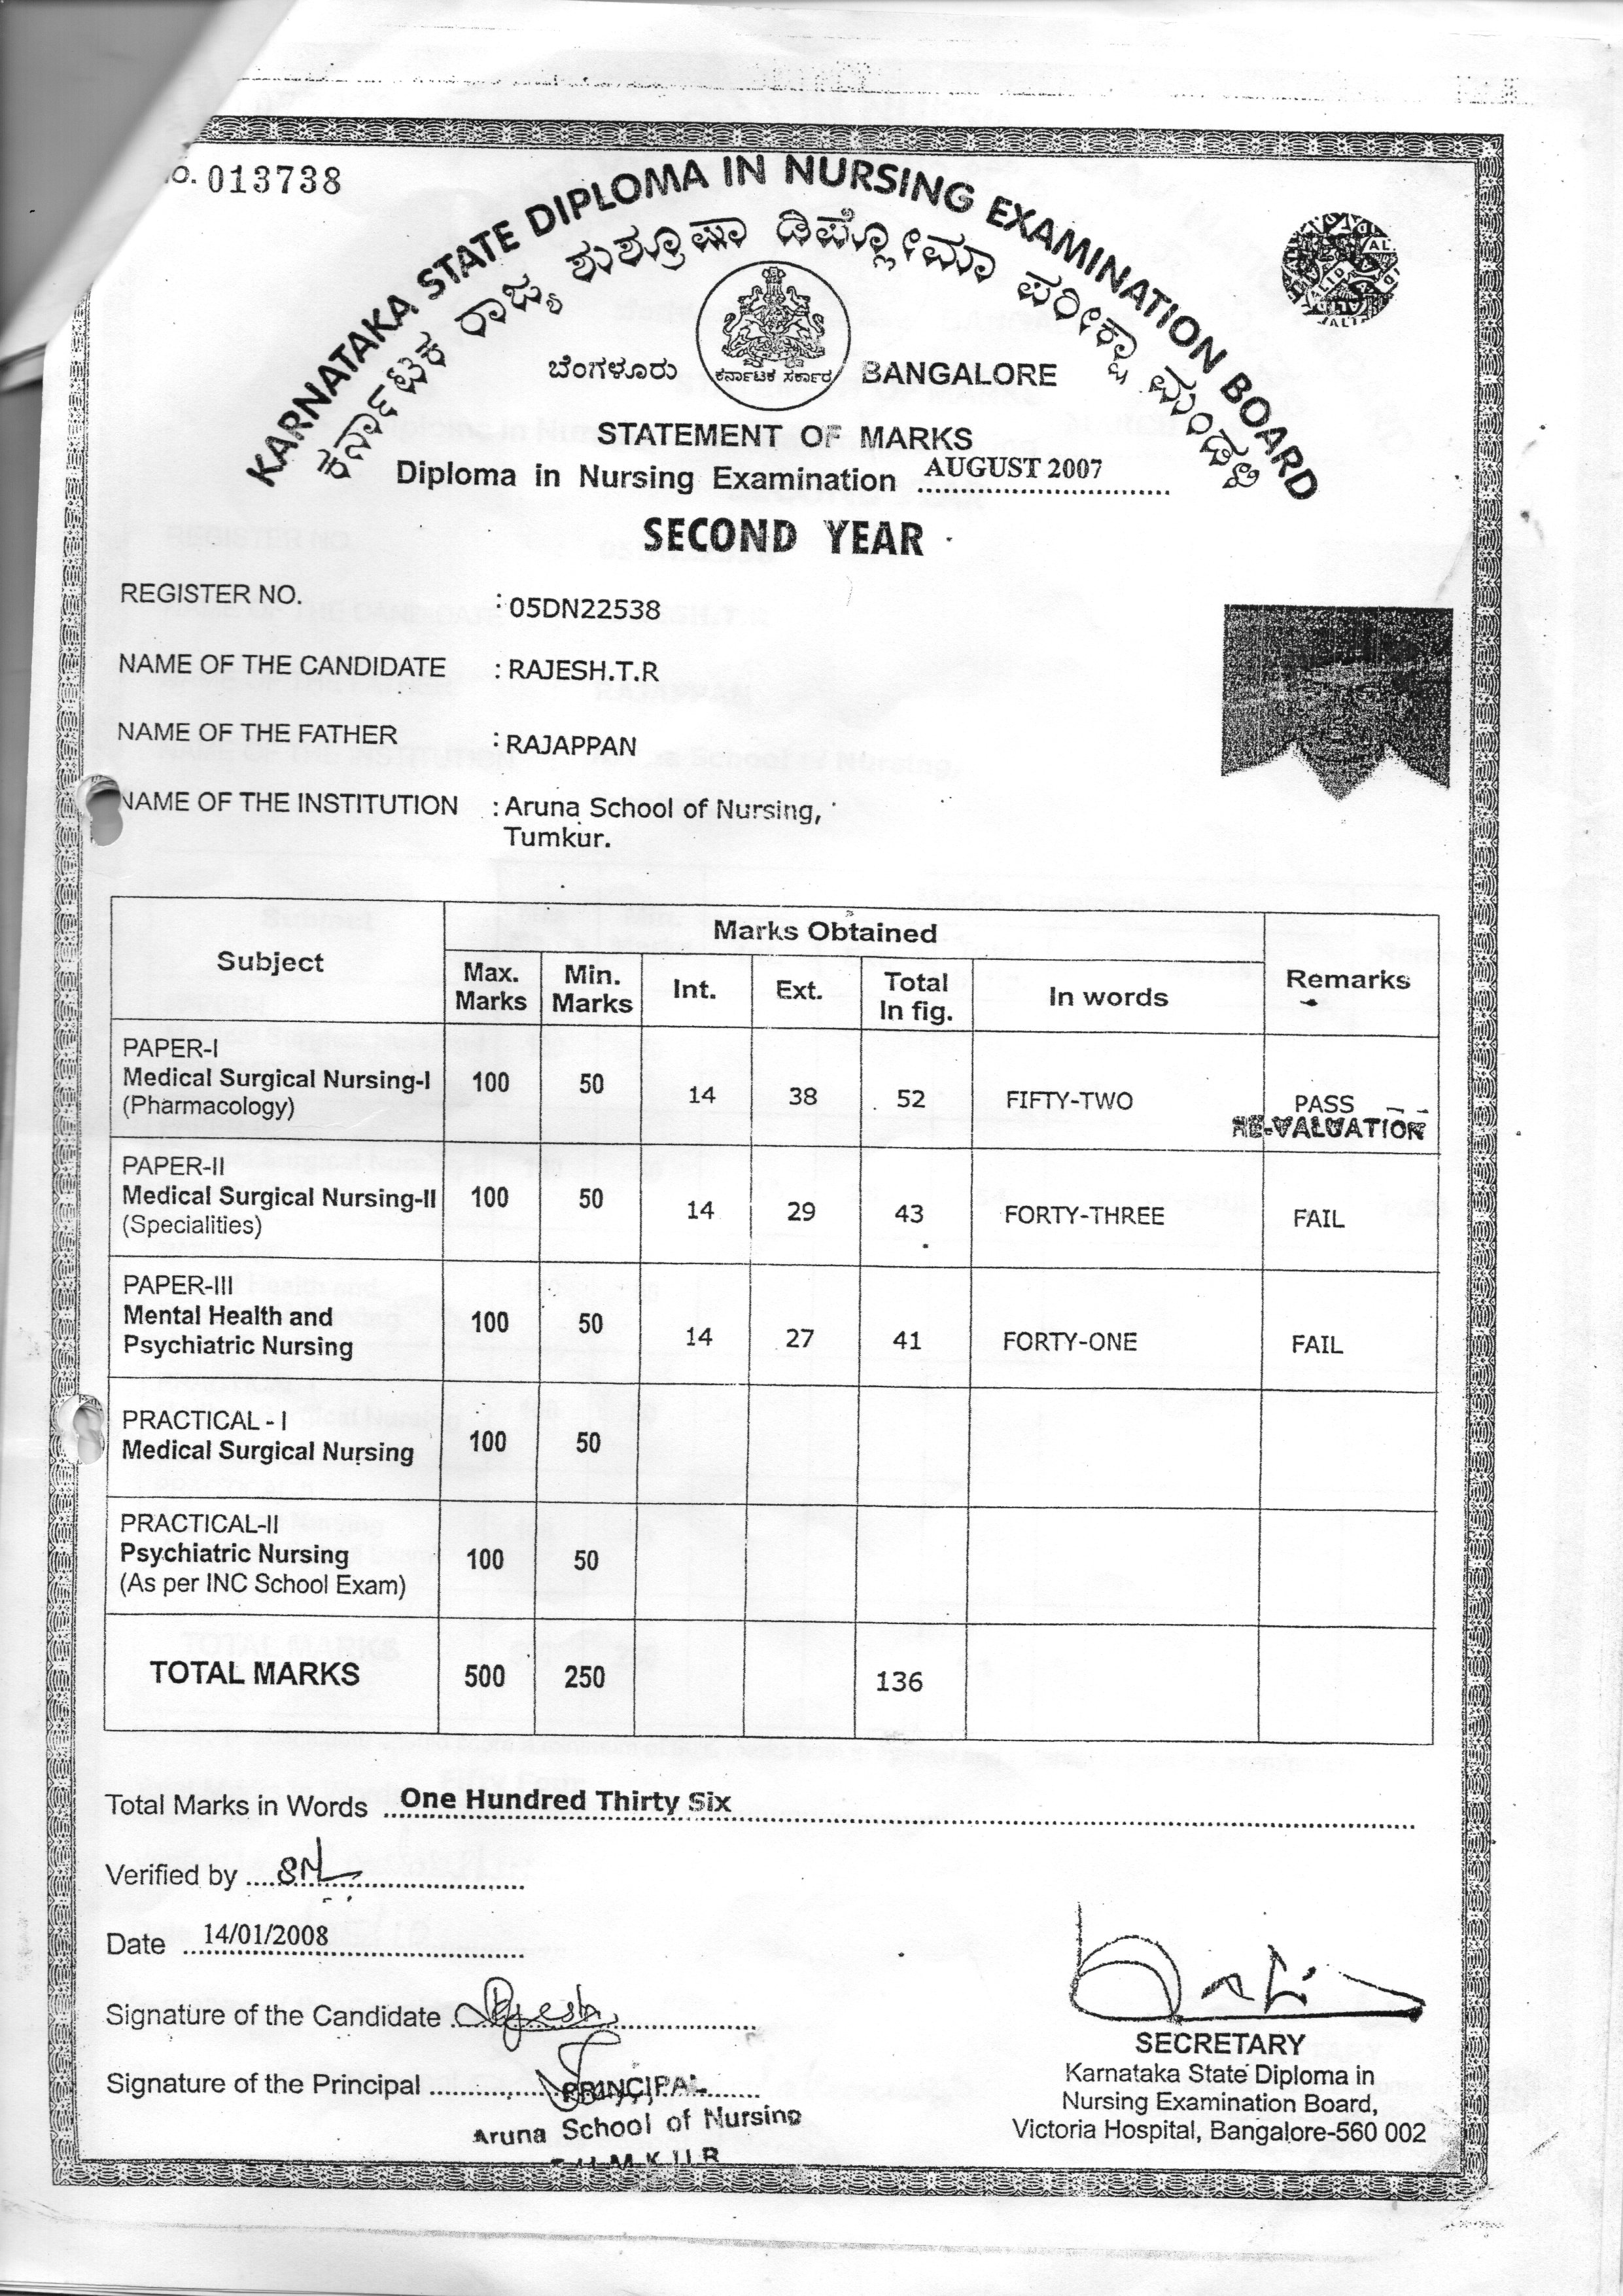 No. 013738
KARNATAKA STATE DIPLOMA IN NURSING EXAMINATION BOARD
ಕರ್ನಾಟಕ ರಾಜ್ಯ ಶುಶ್ರೂಷಾ ಡಿಪ್ಲೋಮಾ ಪರೀಕ್ಷಾ ಮಂಡಳಿ
ಬೆಂಗಳೂರು ಕರ್ನಾಟಕ ಸರ್ಕಾರ BANGALORE
STATEMENT OF MARKS
Diploma in Nursing Examination AUGUST 2007
SECOND YEAR
REGISTER NO. : 05DN22538
NAME OF THE CANDIDATE : RAJESH.T.R
NAME OF THE FATHER : RAJAPPAN
NAME OF THE INSTITUTION : Aruna School of Nursing,
Tumkur.
Subject Marks Obtained Remarks
Max. Marks Min. Marks Int. Ext. Total In fig. In words
PAPER-I
Medical Surgical Nursing-I 100 50 14 38 52 FIFTY-TWO PASS
(Pharmacology) RE-VALUATION
PAPER-II
Medical Surgical Nursing-II 100 50 14 29 43 FORTY-THREE FAIL
(Specialities)
PAPER-III
Mental Health and 100 50 14 27 41 FORTY-ONE FAIL
Psychiatric Nursing
PRACTICAL - I
Medical Surgical Nursing 100 50
PRACTICAL-II
Psychiatric Nursing 100 50
(As per INC School Exam)
TOTAL MARKS 500 250 136
Total Marks in Words One Hundred Thirty Six
Verified by
Date 14/01/2008
Signature of the Candidate Rajesh
Signature of the Principal PRINCIPAL
Aruna School of Nursing
TUMKUR
SECRETARY
Karnataka State Diploma in
Nursing Examination Board,
Victoria Hospital, Bangalore-560 002